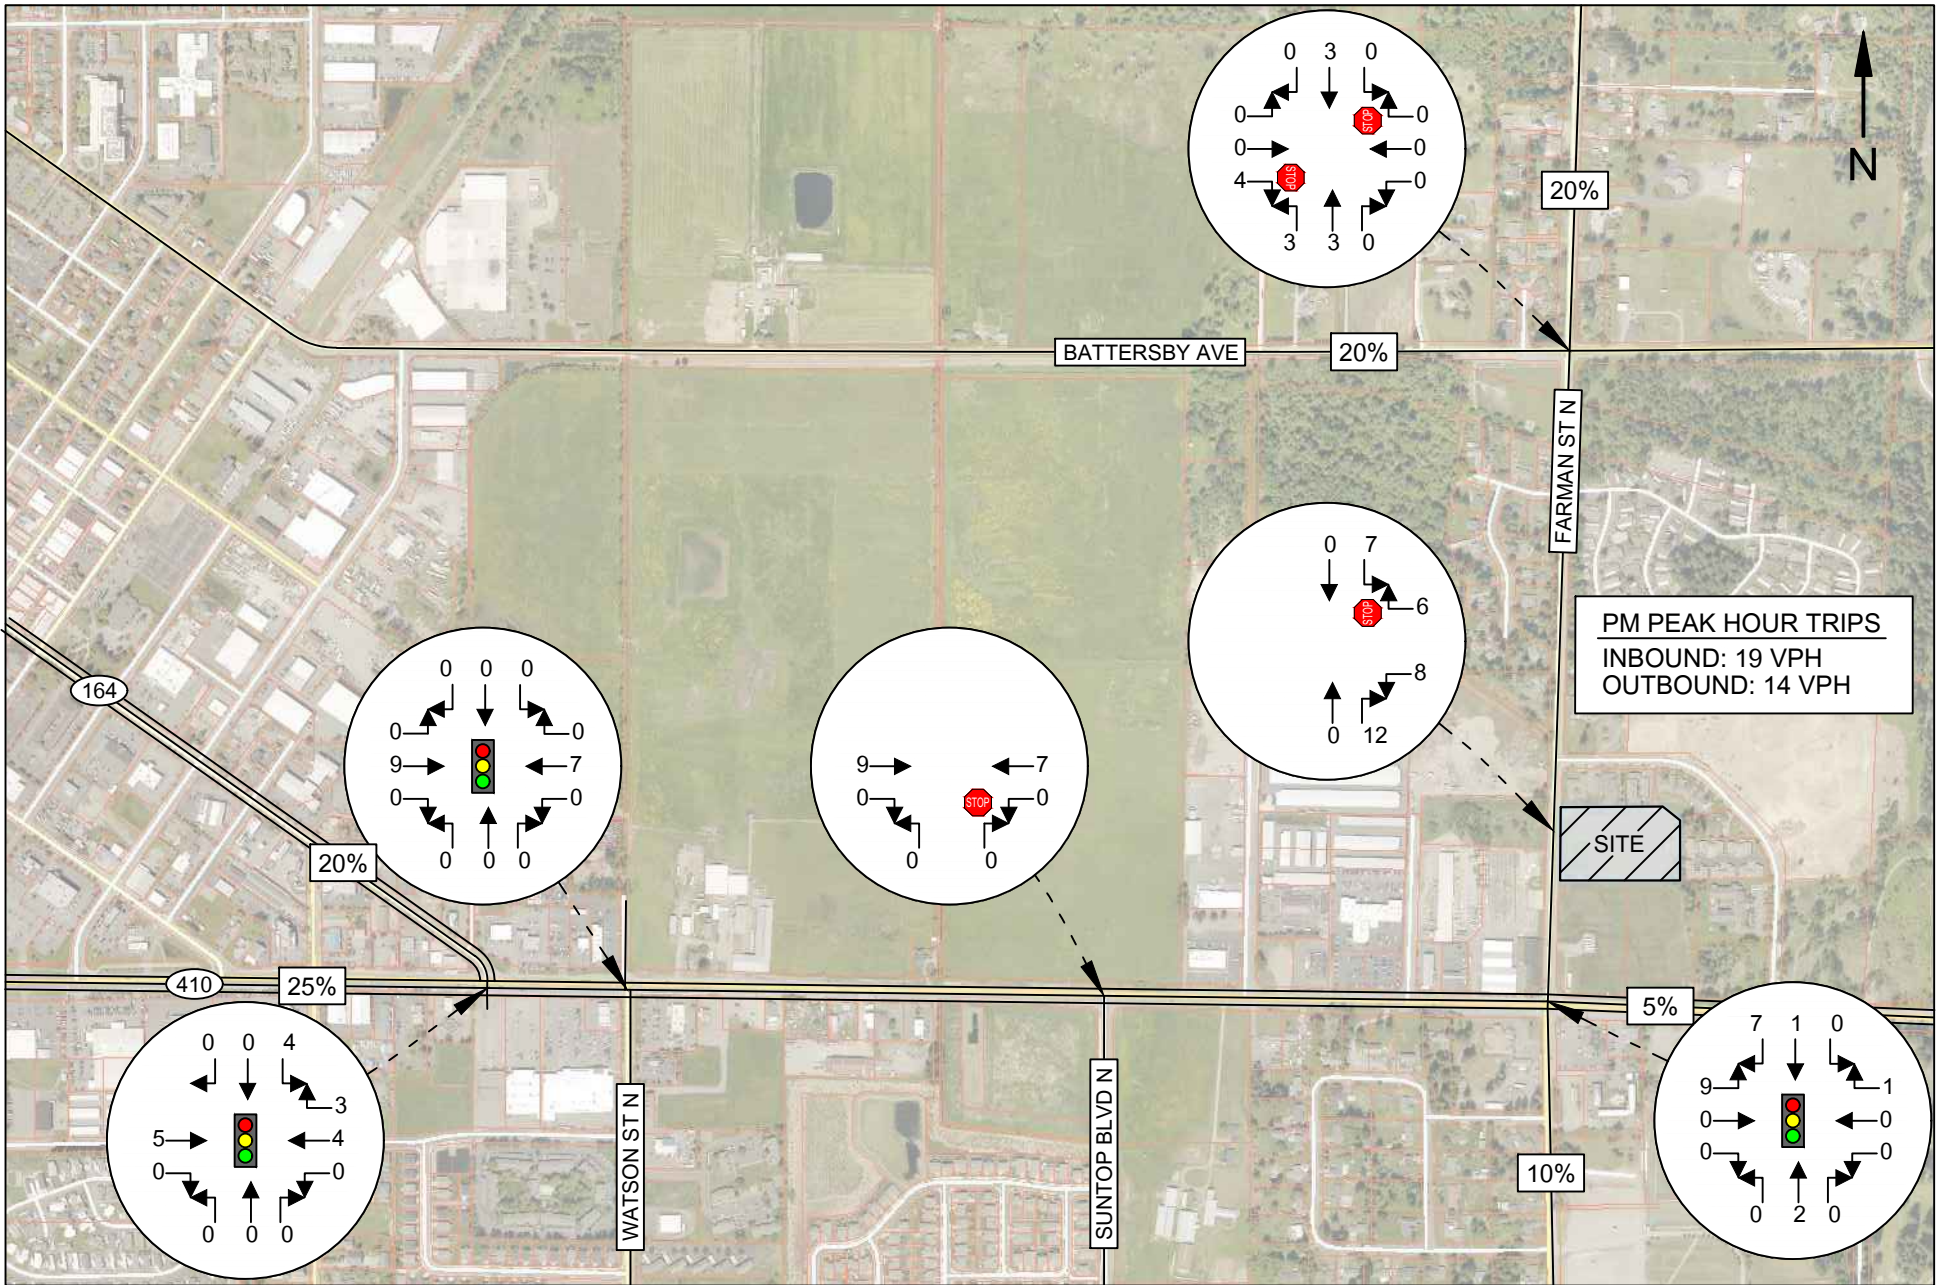 0 3 0
0 0
STOP
0 0
STOP
4 0
3 3 0
N
20%
BATTERSBY AVE
20%
FARMAN ST N
0 7
STOP
6
8
0 12
PM PEAK HOUR TRIPS
INBOUND: 19 VPH
OUTBOUND: 14 VPH
SITE
164
0 0 0
0 0
9 7
0 0
0 0 0
9 7
0 STOP 0
0 0
20%
410
25%
5%
0 0 4
3
5 4
0 0
0 0 0
WATSON ST N
SUNTOP BLVD N
10%
7 1 0
9 1
0 0
0 0
0 2 0